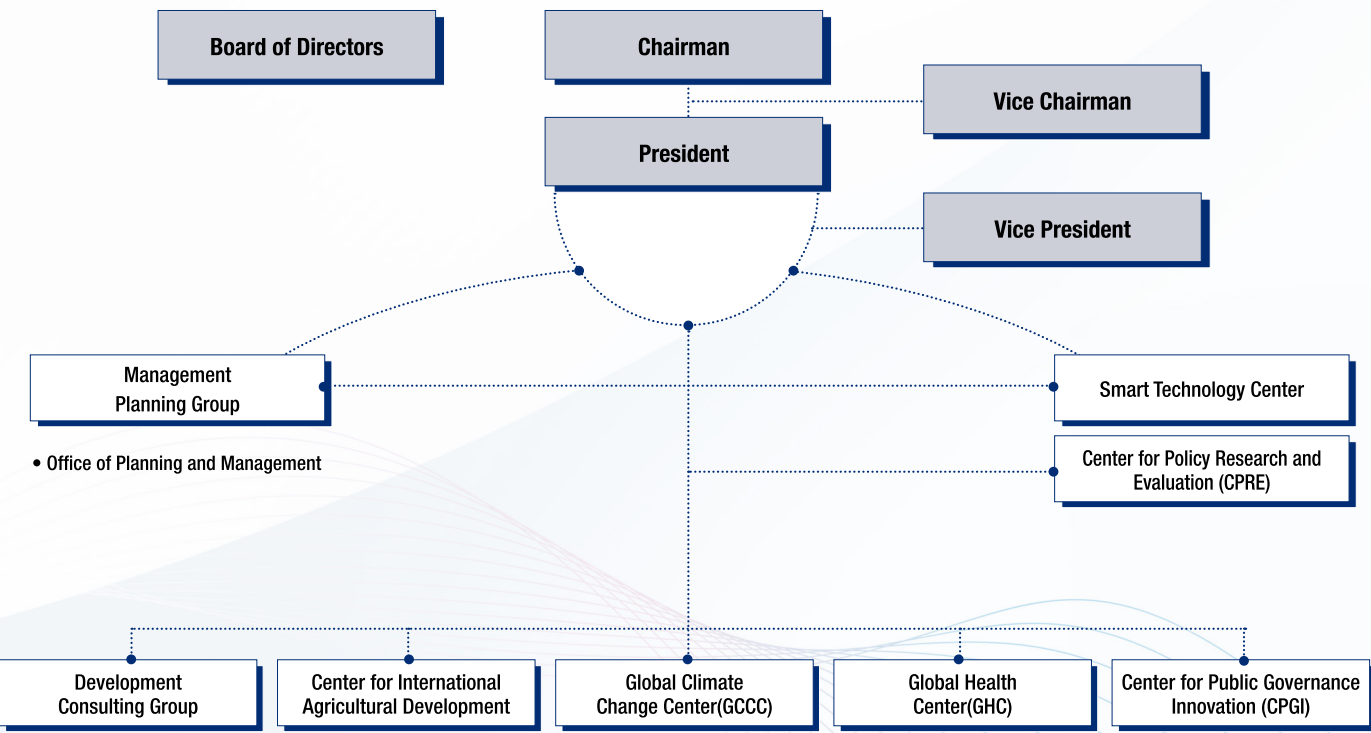 Board of Directors
Chairman
Vice Chairman
President
Vice President
Management
Planning Group
Smart Technology Center
• Office of Planning and Management
Center for Policy Research and
Evaluation (CPRE)
Development
Consulting Group
Center for International
Agricultural Development
Global Climate
Change Center(GCCC)
Global Health
Center(GHC)
Center for Public Governance
Innovation (CPGI)